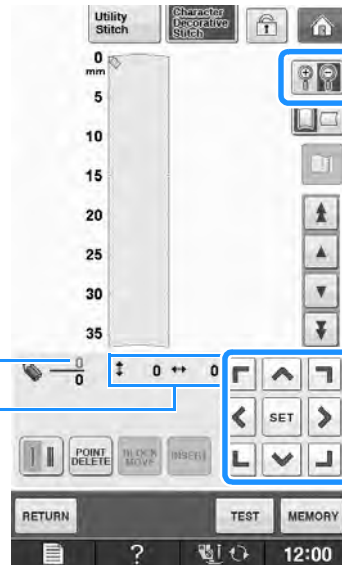 Utility
Stitch
Character
Decorative
Stitch
0
mm
5
10
15
20
25
30
35
0
0
0
0
SET
POINT
DELETE
BLOCK
MOVE
INSERT
RETURN
TEST
MEMORY
?
12:00